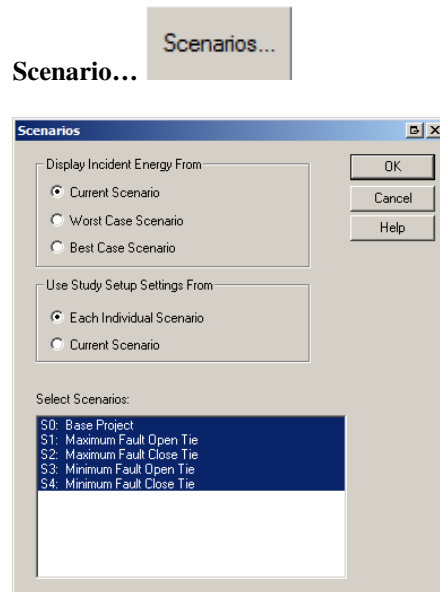 Scenarios...
Scenario…
Scenarios
Display Incident Energy From
OK
Current Scenario
Cancel
Worst Case Scenario
Help
Best Case Scenario
Use Study Setup Settings From
Each Individual Scenario
Current Scenario
Select Scenarios:
S0: Base Project
S1: Maximum Fault Open Tie
S2: Maximum Fault Close Tie
S3: Minimum Fault Open Tie
S4: Minimum Fault Close Tie